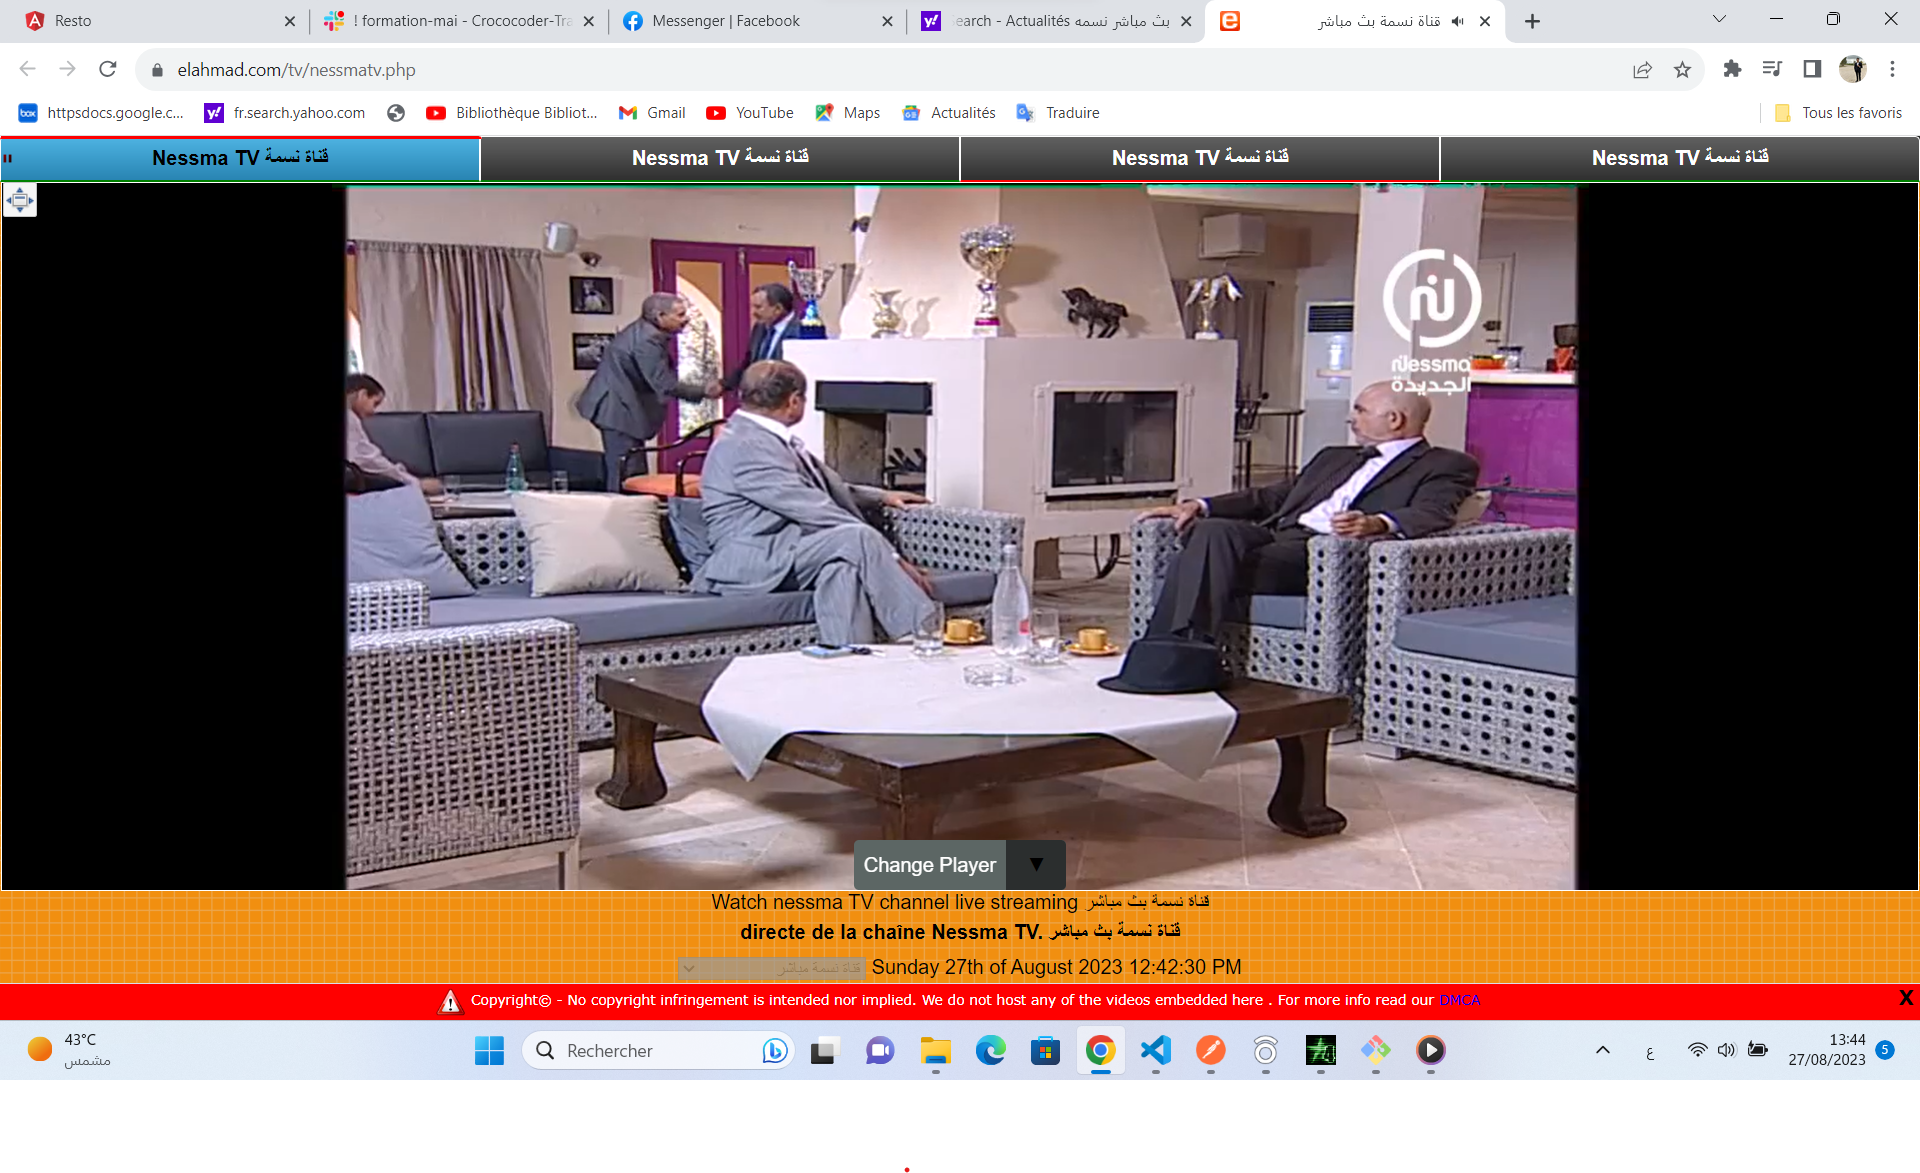 Resto
! formation-mai - Crococoder-Tra
Messenger | Facebook
بث مباشر نسمه Search - Actualités
قناة نسمة بث مباشر
elahmad.com/tv/nessmatv.php
httpsdocs.google.c...
fr.search.yahoo.com
Bibliothèque Bibliot...
Gmail
YouTube
Maps
Actualités
Traduire
Tous les favoris
Nessma TV قناة نسمة
Nessma TV قناة نسمة
Nessma TV قناة نسمة
Nessma TV قناة نسمة
Nessma
الجديدة
Change Player ▼
Watch nessma TV channel live streaming قناة نسمة بث مباشر
directe de la chaîne Nessma TV. قناة نسمة بث مباشر
قناة نسمة مباشر
Sunday 27th of August 2023 12:42:30 PM
Copyright© - No copyright infringement is intended nor implied. We do not host any of the videos embedded here . For more info read our DMCA
X
43°C
مشمس
Rechercher
ع
13:44
27/08/2023
5